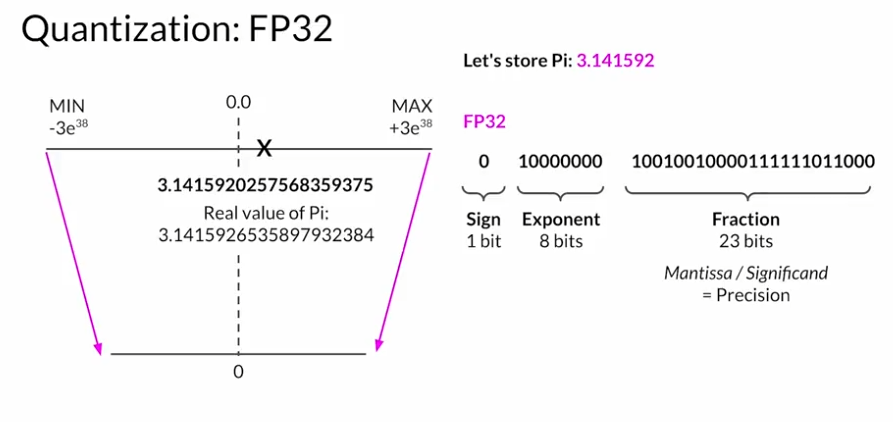 Quantization: FP32
Let's store Pi: 3.141592
MIN
-3e³⁸
0.0
MAX
+3e³⁸
X
3.1415920257568359375
Real value of Pi:
3.1415926535897932384
0
FP32
0 10000000 10010010000111111011000
Sign Exponent Fraction
1 bit 8 bits 23 bits
Mantissa / Significand
= Precision